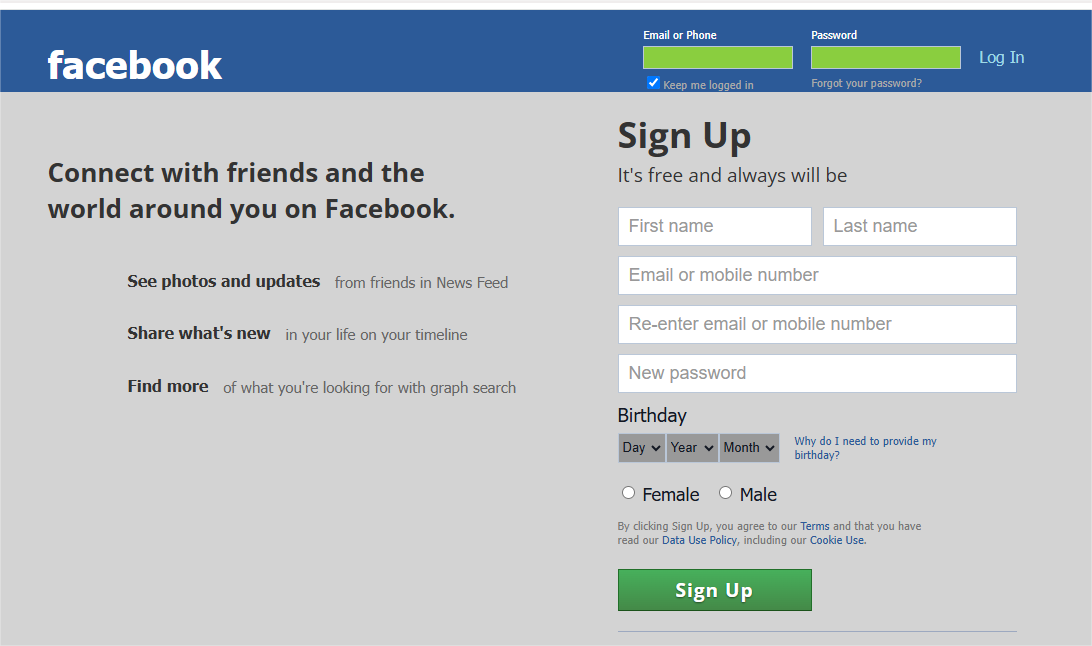 facebook
Email or Phone
Password
Log In
Keep me logged in
Forgot your password?
Connect with friends and the
world around you on Facebook.
See photos and updates from friends in News Feed
Share what's new in your life on your timeline
Find more of what you're looking for with graph search
Sign Up
It's free and always will be
First name
Last name
Email or mobile number
Re-enter email or mobile number
New password
Birthday
Day
Year
Month
Why do I need to provide my
birthday?
Female
Male
By clicking Sign Up, you agree to our Terms and that you have
read our Data Use Policy, including our Cookie Use.
Sign Up